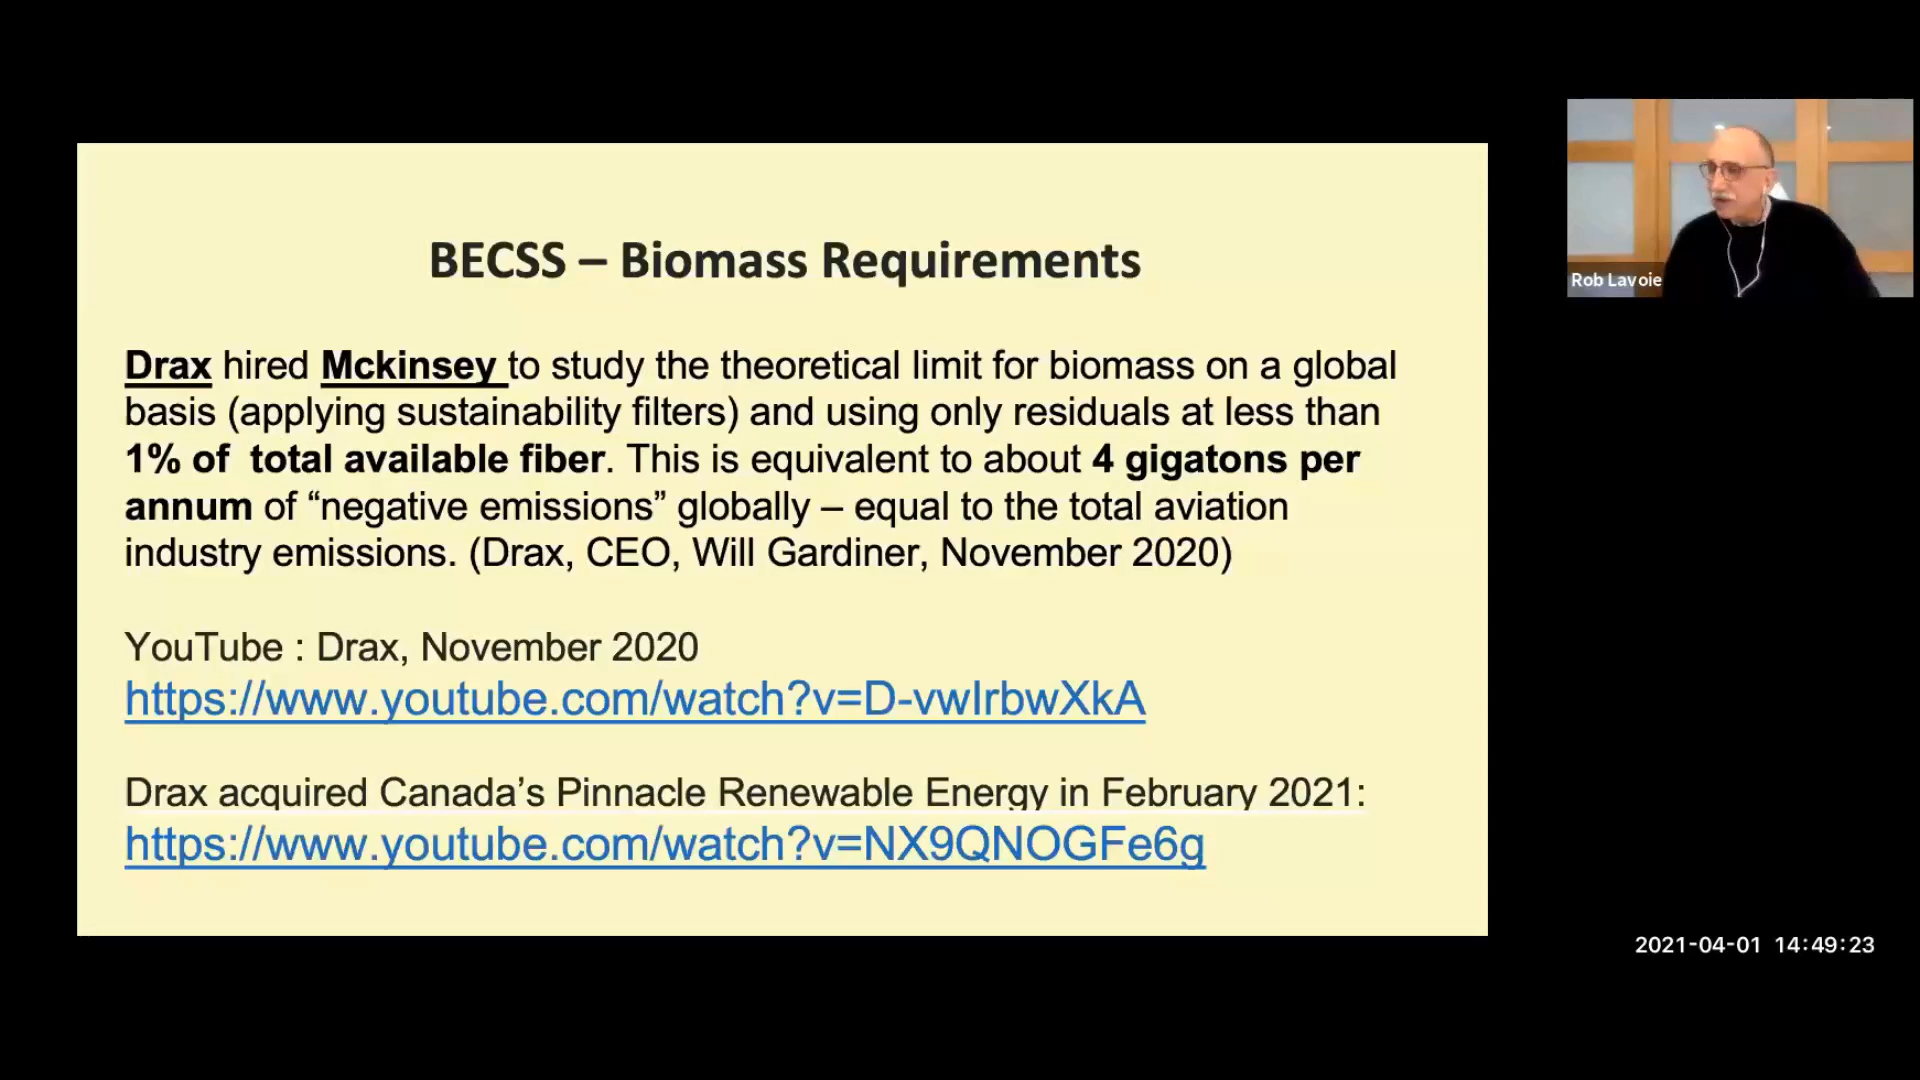 BECSS – Biomass Requirements
Drax hired Mckinsey to study the theoretical limit for biomass on a global
basis (applying sustainability filters) and using only residuals at less than
1% of  total available fiber. This is equivalent to about 4 gigatons per
annum of “negative emissions” globally – equal to the total aviation
industry emissions. (Drax, CEO, Will Gardiner, November 2020)
YouTube : Drax, November 2020
https://www.youtube.com/watch?v=D-vwIrbwXkA
Drax acquired Canada’s Pinnacle Renewable Energy in February 2021:
https://www.youtube.com/watch?v=NX9QNOGFe6g
Rob Lavoie
2021-04-01 14:49:23